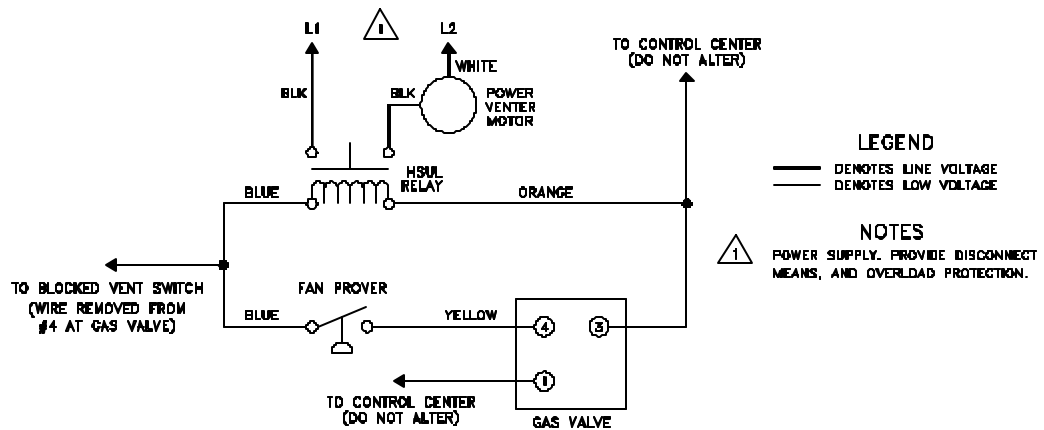 L1
1
L2
WHITE
BLK
BLK
POWER
VENTER
MOTOR
TO CONTROL CENTER
(DO NOT ALTER)
LEGEND
DENOTES LINE VOLTAGE
DENOTES LOW VOLTAGE
HSUL
RELAY
BLUE
ORANGE
NOTES
1
POWER SUPPLY. PROVIDE DISCONNECT
MEANS, AND OVERLOAD PROTECTION.
TO BLOCKED VENT SWITCH
(WIRE REMOVED FROM
#4 AT GAS VALVE)
FAN PROVER
BLUE
YELLOW
4
3
1
TO CONTROL CENTER
(DO NOT ALTER)
GAS VALVE